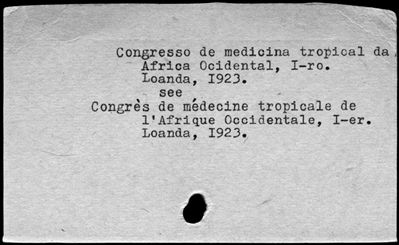 Congresso de medicina tropical da
Africa Ocidental, I-ro.
Loanda, I923.
see
Congrès de médecine tropicale de
l'Afrique Occidentale, I-er.
Loanda, I923.